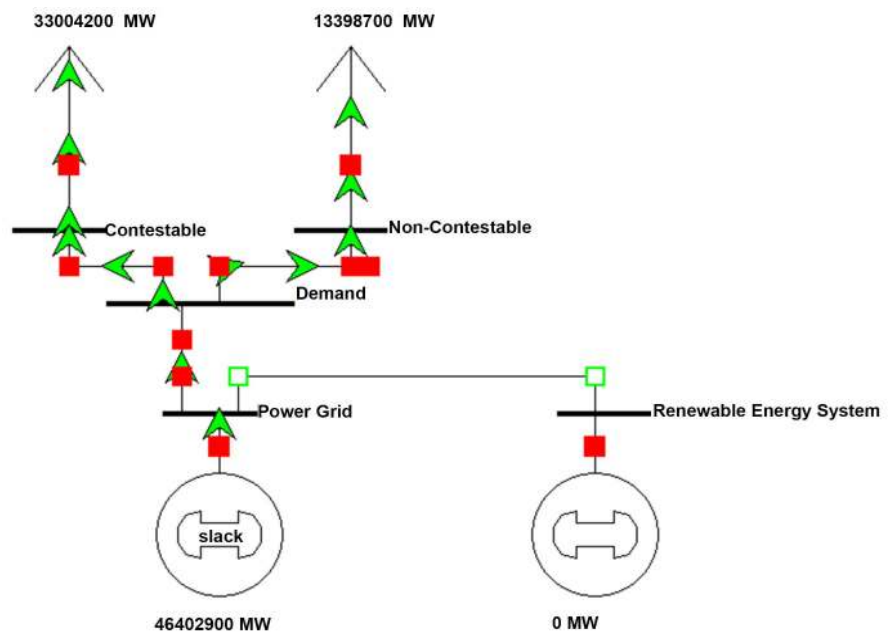 33004200 MW
13398700 MW
Contestable
Non-Contestable
Demand
Power Grid
Renewable Energy System
slack
46402900 MW
0 MW